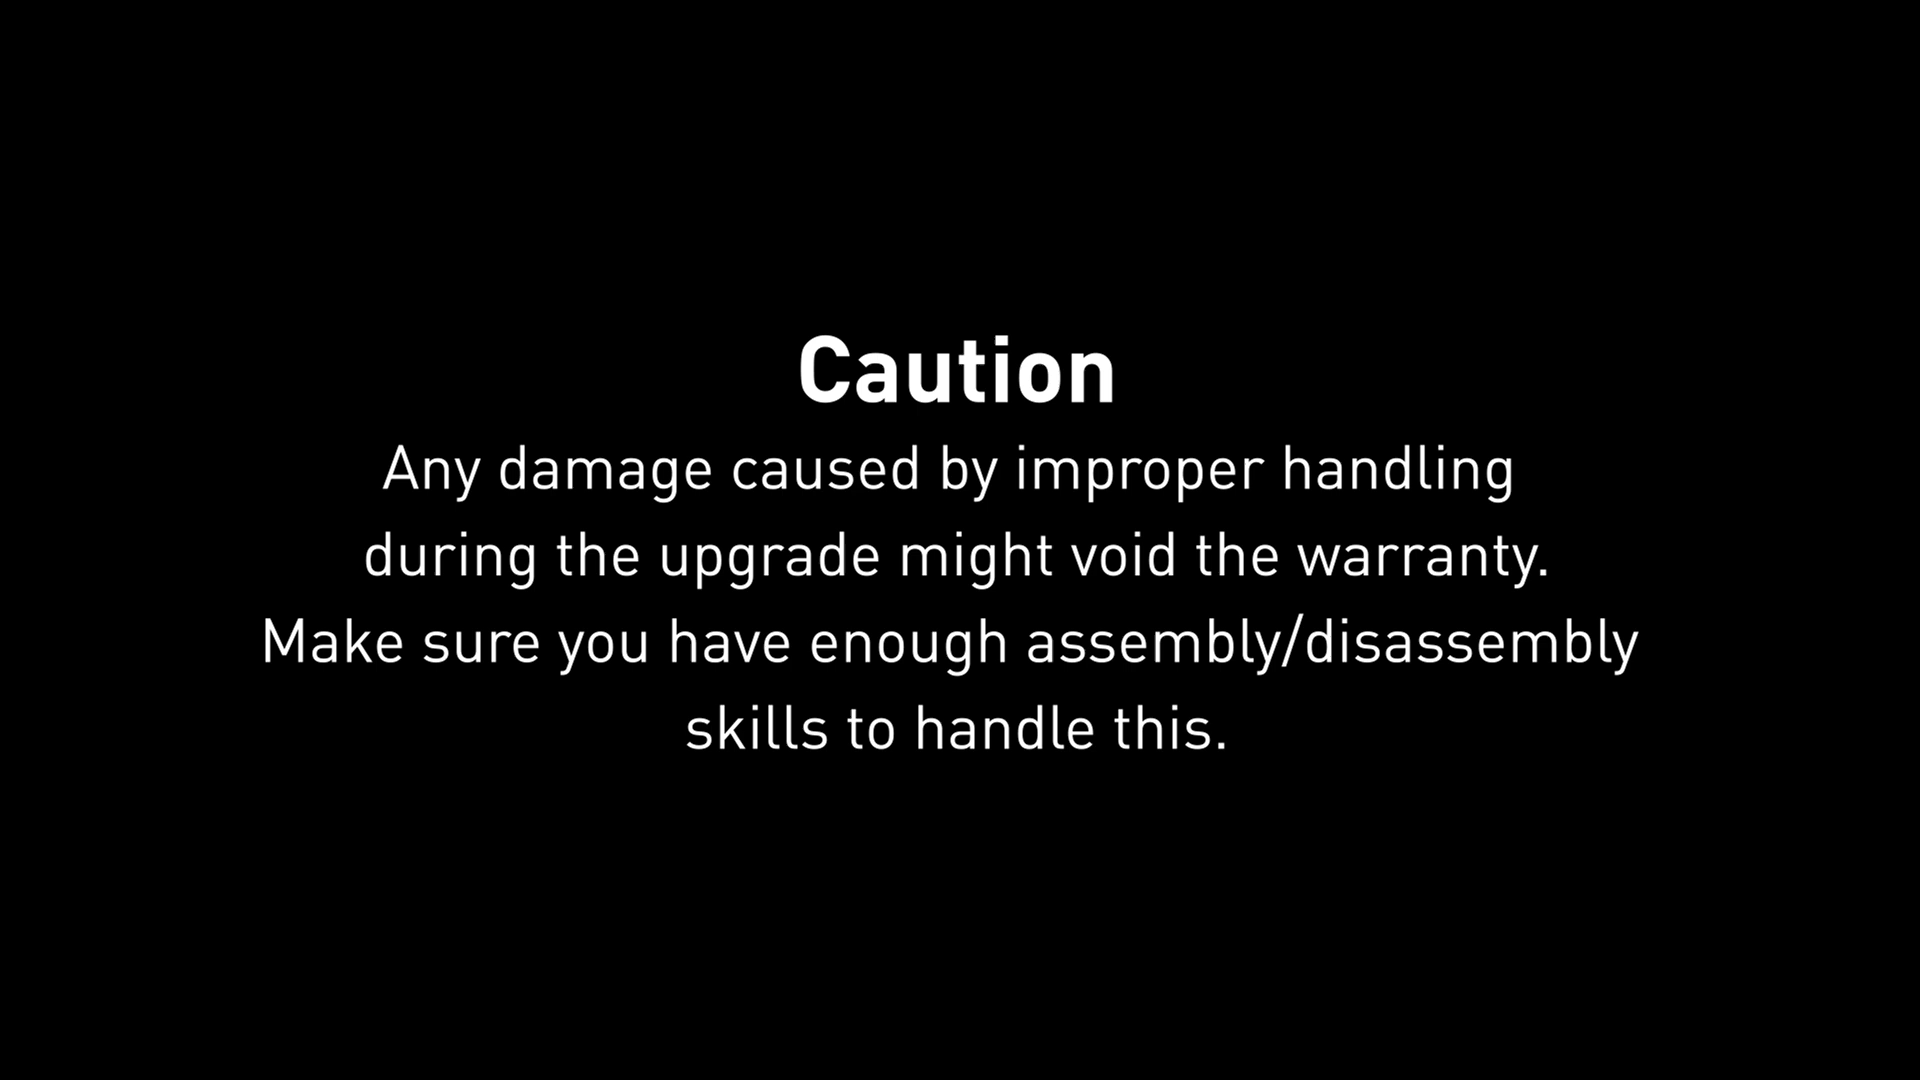 Caution
Any damage caused by improper handling
during the upgrade might void the warranty.
Make sure you have enough assembly/disassembly
skills to handle this.